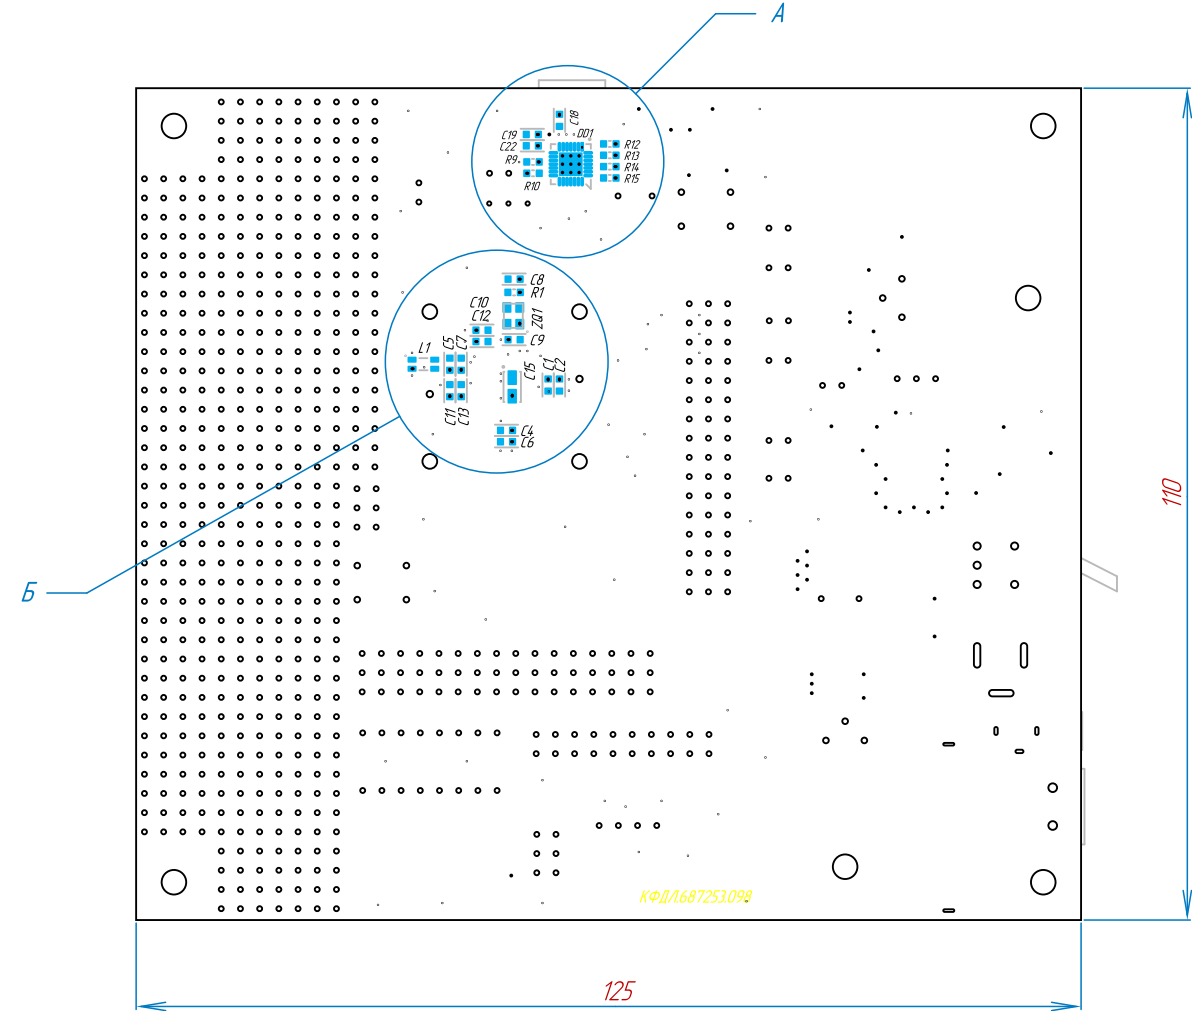 А
C18
C19
DD1
C22
R12
R9
R13
R14
R10
R15
C8
R1
C10
C12
ZQ1
C9
C5
C7
L1
C15
C1
C2
C11
C13
C4
C6
110
Б
КФДЛ.687253.098
125